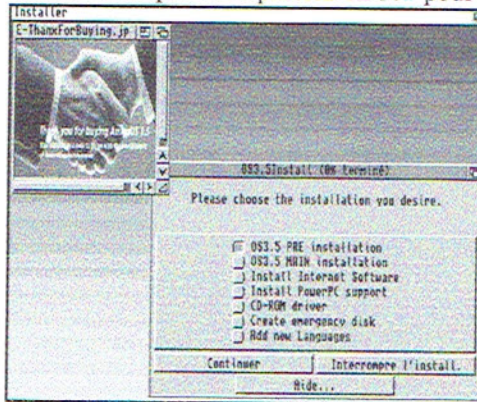 Installer
E-ThanxForBuying.jp
Thank you for buying AmigaOS 3.5
OS3.5Install (0% terminé)
Please choose the installation you desire.
OS3.5 PRE installation
OS3.5 MAIN installation
Install Internet Software
Install PowerPC support
CD-ROM driver
Create emergency disk
Add new Languages
Continuer
Interrompre l'install.
Aide...